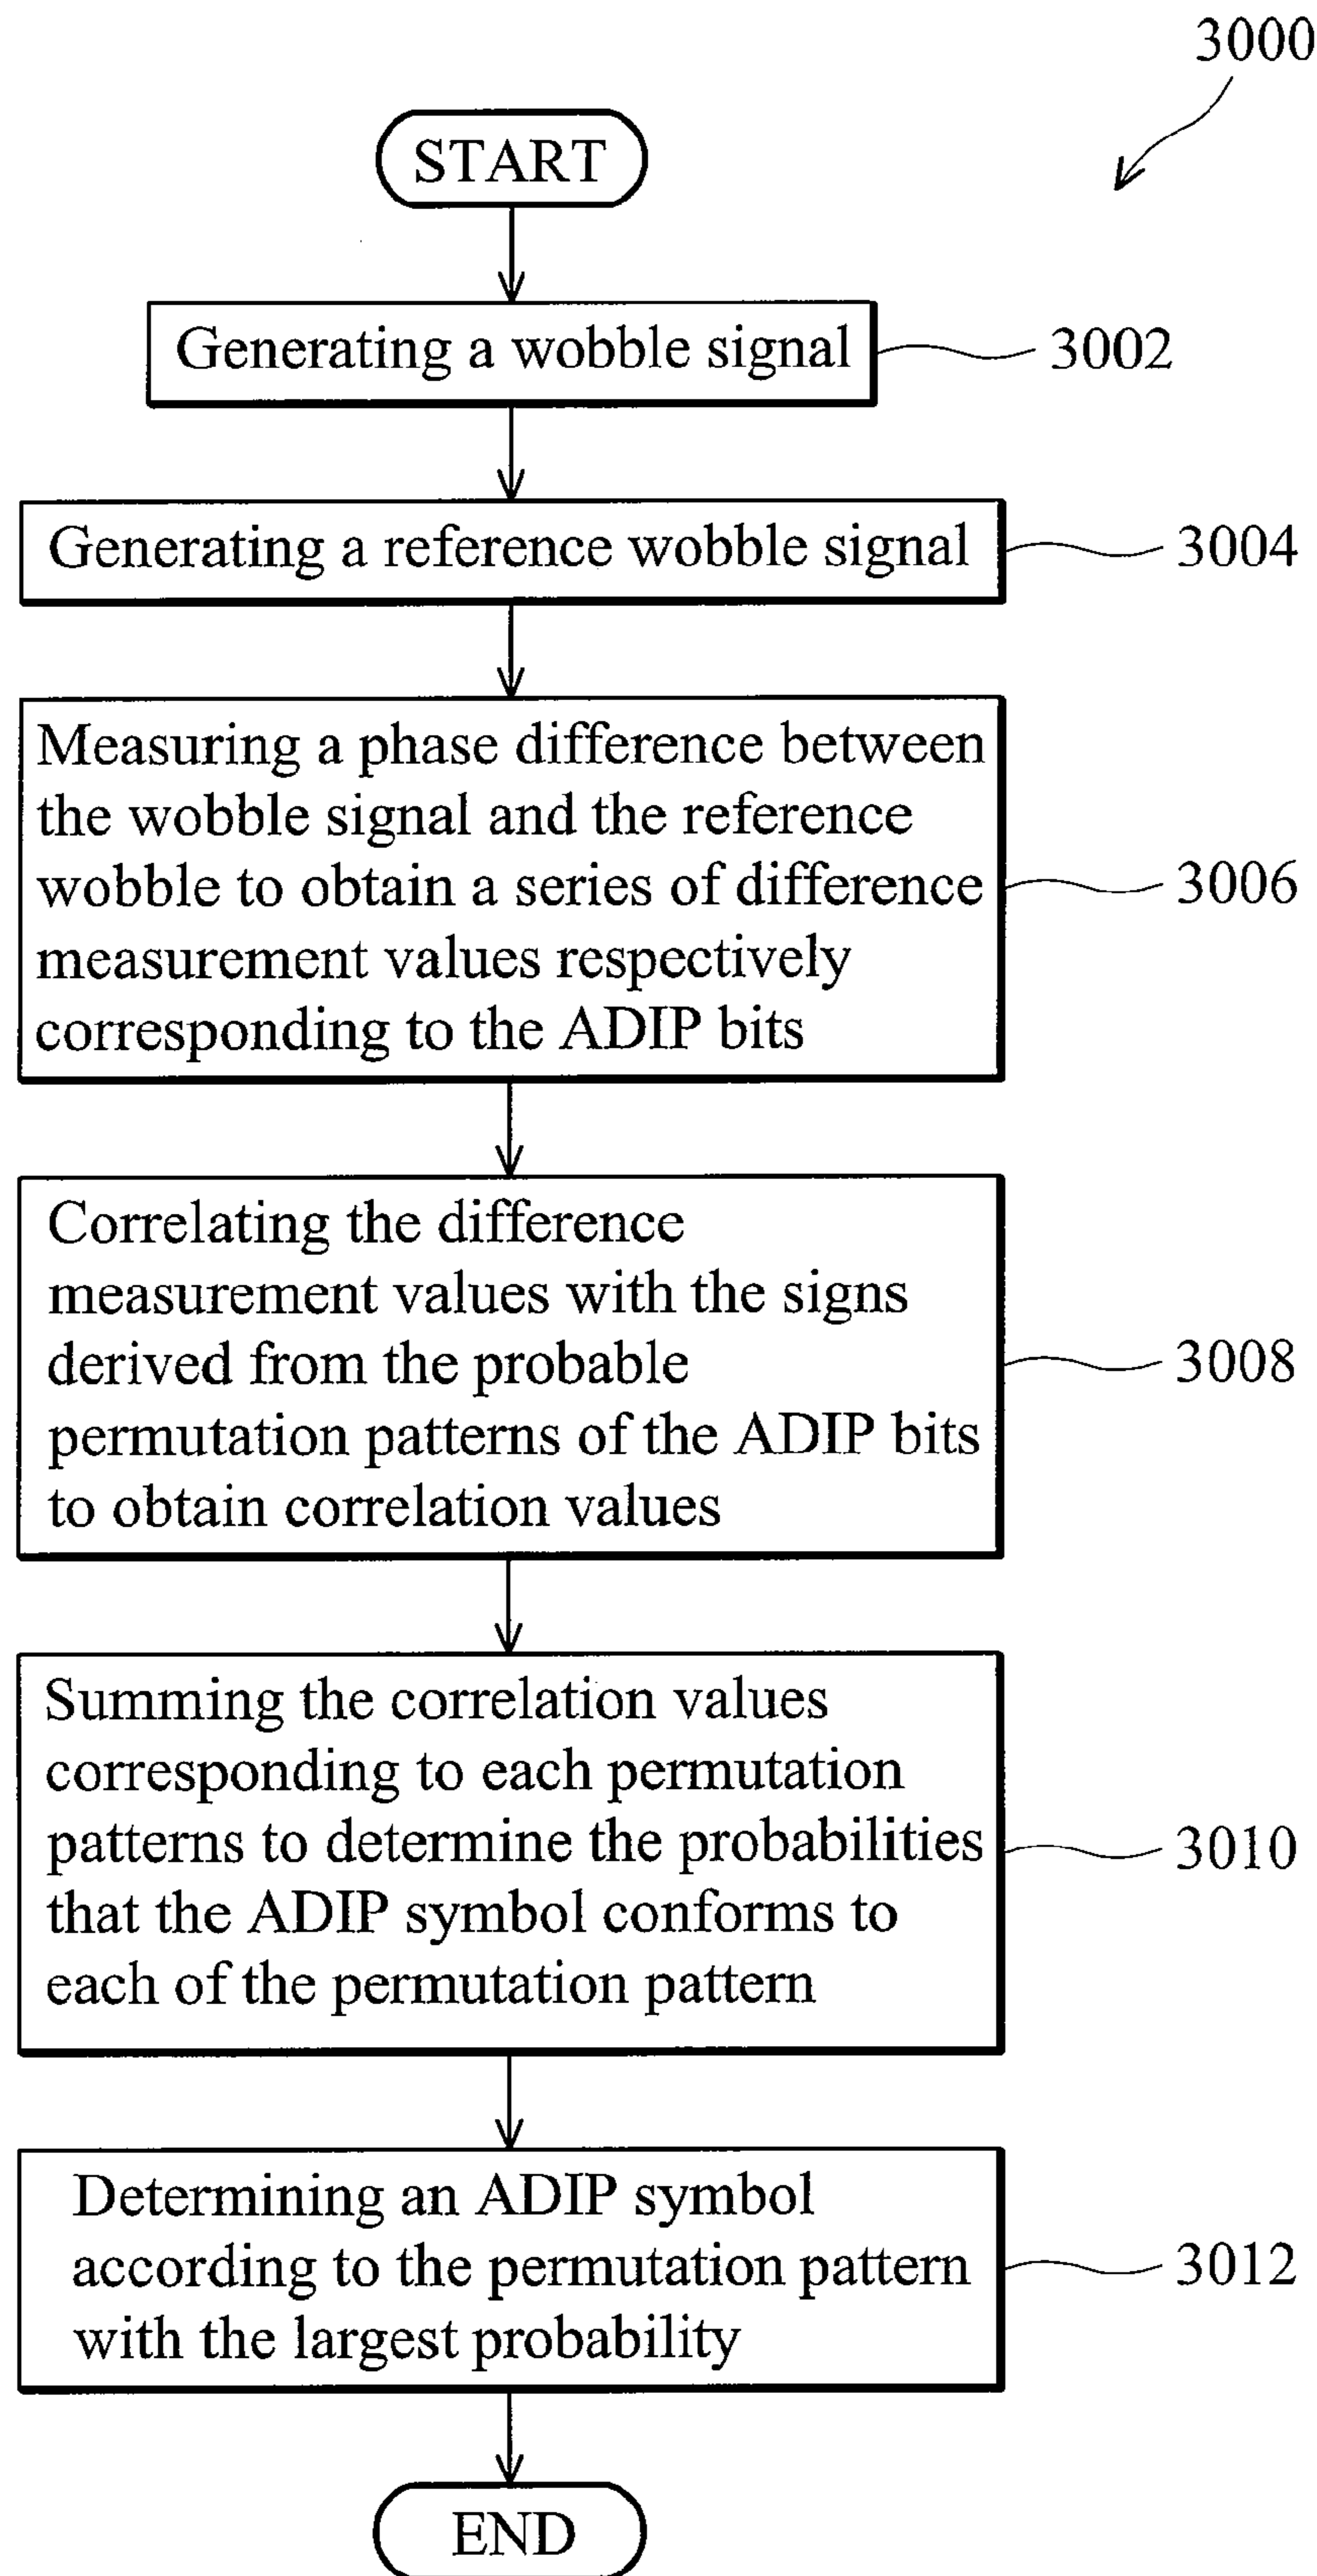 3000
START
Generating a wobble signal
3002
Generating a reference wobble signal
3004
Measuring a phase difference between
the wobble signal and the reference
wobble to obtain a series of difference
measurement values respectively
corresponding to the ADIP bits
3006
Correlating the difference
measurement values with the signs
derived from the probable
permutation patterns of the ADIP bits
to obtain correlation values
3008
Summing the correlation values
corresponding to each permutation
patterns to determine the probabilities
that the ADIP symbol conforms to
each of the permutation pattern
3010
Determining an ADIP symbol
according to the permutation pattern
with the largest probability
3012
END